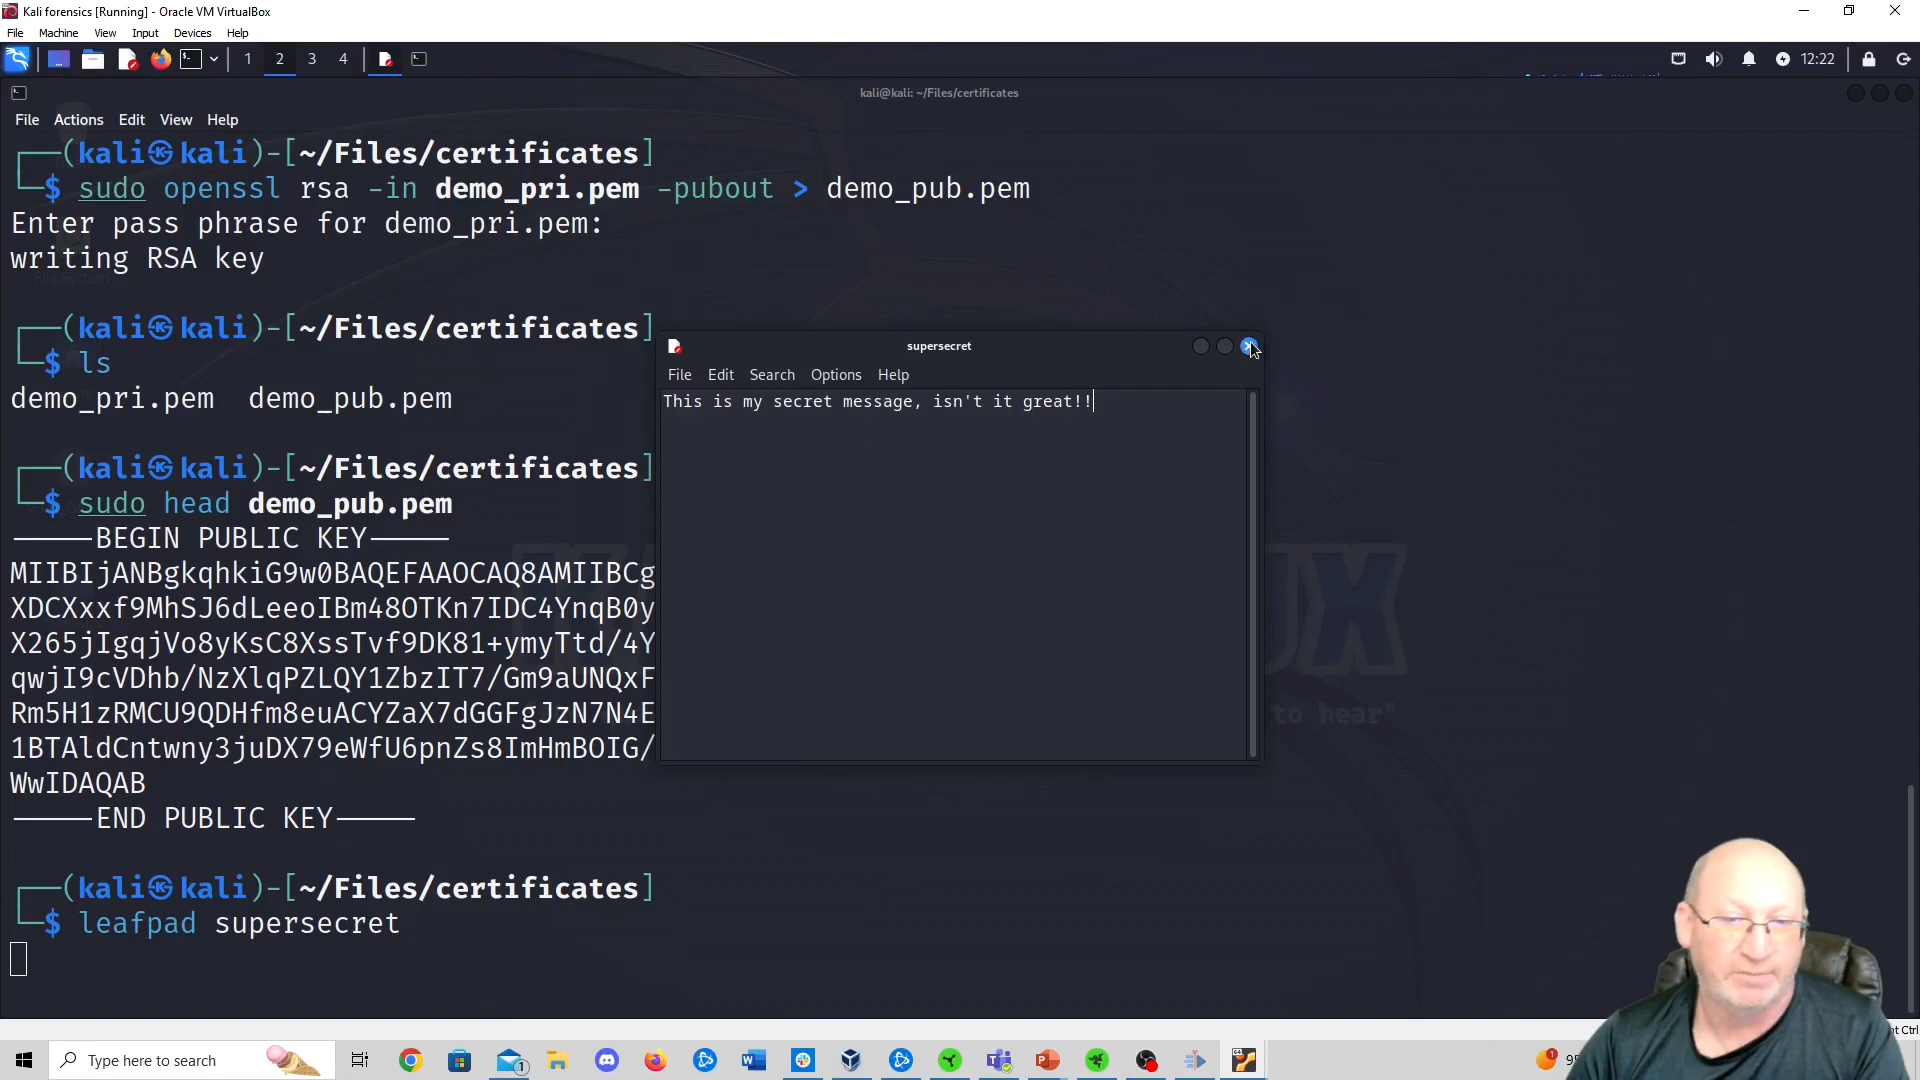 Kali forensics [Running] - Oracle VM VirtualBox
File Machine View Input Devices Help
1 2 3 4
12:22
kali@kali: ~/Files/certificates
File Actions Edit View Help
┌──(kali㉿kali)-[~/Files/certificates]
└─$ sudo openssl rsa -in demo_pri.pem -pubout > demo_pub.pem
Enter pass phrase for demo_pri.pem:
writing RSA key
┌──(kali㉿kali)-[~/Files/certificates]
└─$ ls
demo_pri.pem demo_pub.pem
┌──(kali㉿kali)-[~/Files/certificates]
└─$ sudo head demo_pub.pem
-----BEGIN PUBLIC KEY-----
MIIBIjANBgkqhkiG9w0BAQEFAAOCAQ8AMIIBCg
XDCXxxf9MhSJ6dLeeoIBm48OTKn7IDC4YnqB0y
X265jIgqjVo8yKsC8XssTvf9DK81+ymyTtd/4Y
qwjI9cVDhb/NzXlqPZLQY1ZbzIT7/Gm9aUNQxF
Rm5H1zRMCU9QDHfm8euACYZaX7dGGFgJzN7N4E
1BTAldCntwny3juDX79eWfU6pnZs8ImHmBOIG/
WwIDAQAB
-----END PUBLIC KEY-----
┌──(kali㉿kali)-[~/Files/certificates]
└─$ leafpad supersecret
supersecret
File Edit Search Options Help
This is my secret message, isn't it great!!
to hear"
Type here to search